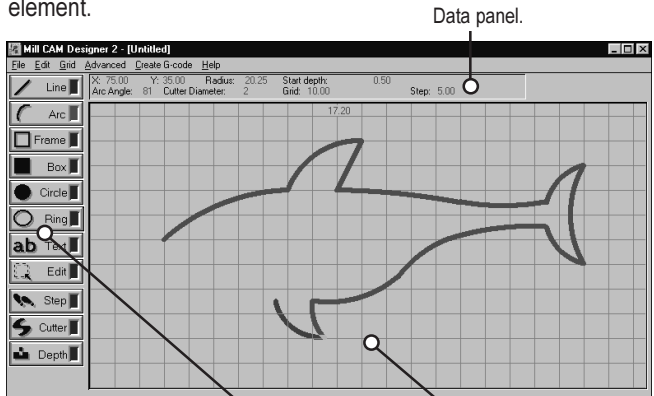 element.
Data panel.
Mill CAM Designer 2 - [Untitled]
File Edit Grid Advanced Create G-code Help
X: 75.00 Y: 35.00 Radius: 20.25 Start depth: 0.50
Arc Angle: 81 Cutter Diameter: 2 Grid: 10.00 Step: 5.00
17.20
Line
Arc
Frame
Box
Circle
Ring
ab Text
Edit
Step
Cutter
Depth